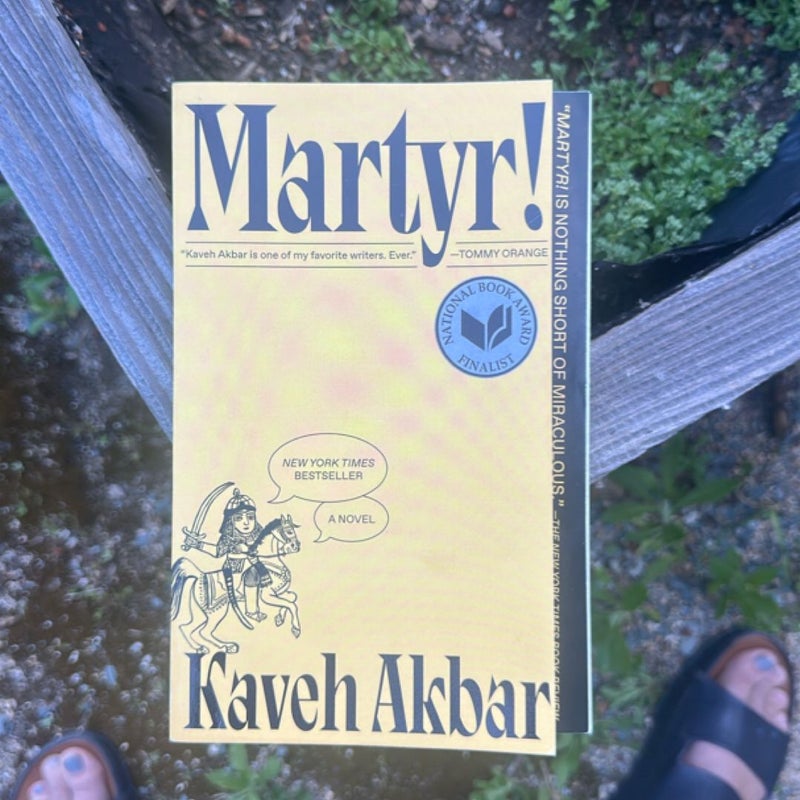 Martyr!
"Kaveh Akbar is one of my favorite writers. Ever." —TOMMY ORANGE
NATIONAL BOOK AWARD
FINALIST
NEW YORK TIMES
BESTSELLER
A NOVEL
Kaveh Akbar
"MARTYR! IS NOTHING SHORT OF MIRACULOUS." —THE NEW YORK TIMES BOOK REVIEW